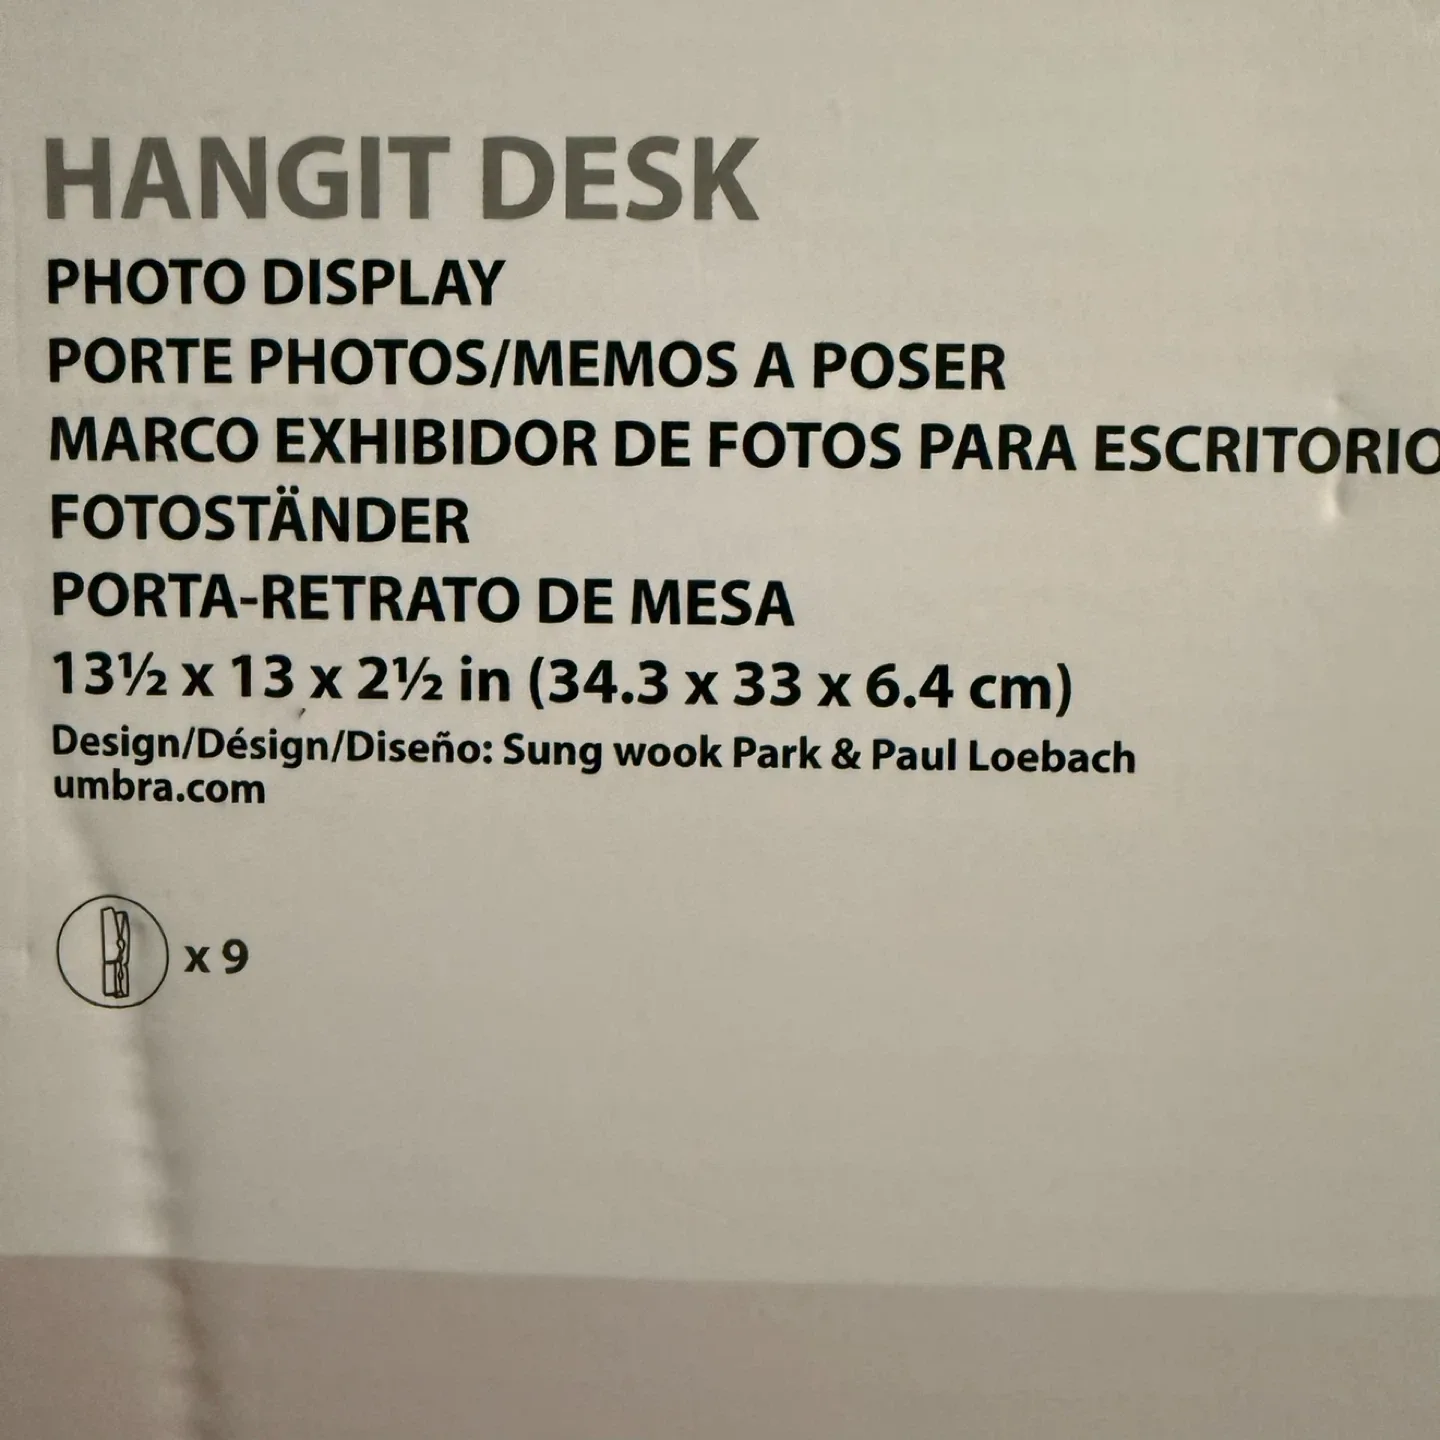 HANGIT DESK
PHOTO DISPLAY
PORTE PHOTOS/MEMOS A POSER
MARCO EXHIBIDOR DE FOTOS PARA ESCRITORIO
FOTOSTÄNDER
PORTA-RETRATO DE MESA
13½ x 13 x 2½ in (34.3 x 33 x 6.4 cm)
Design/Désign/Diseño: Sung wook Park & Paul Loebach
umbra.com
x 9